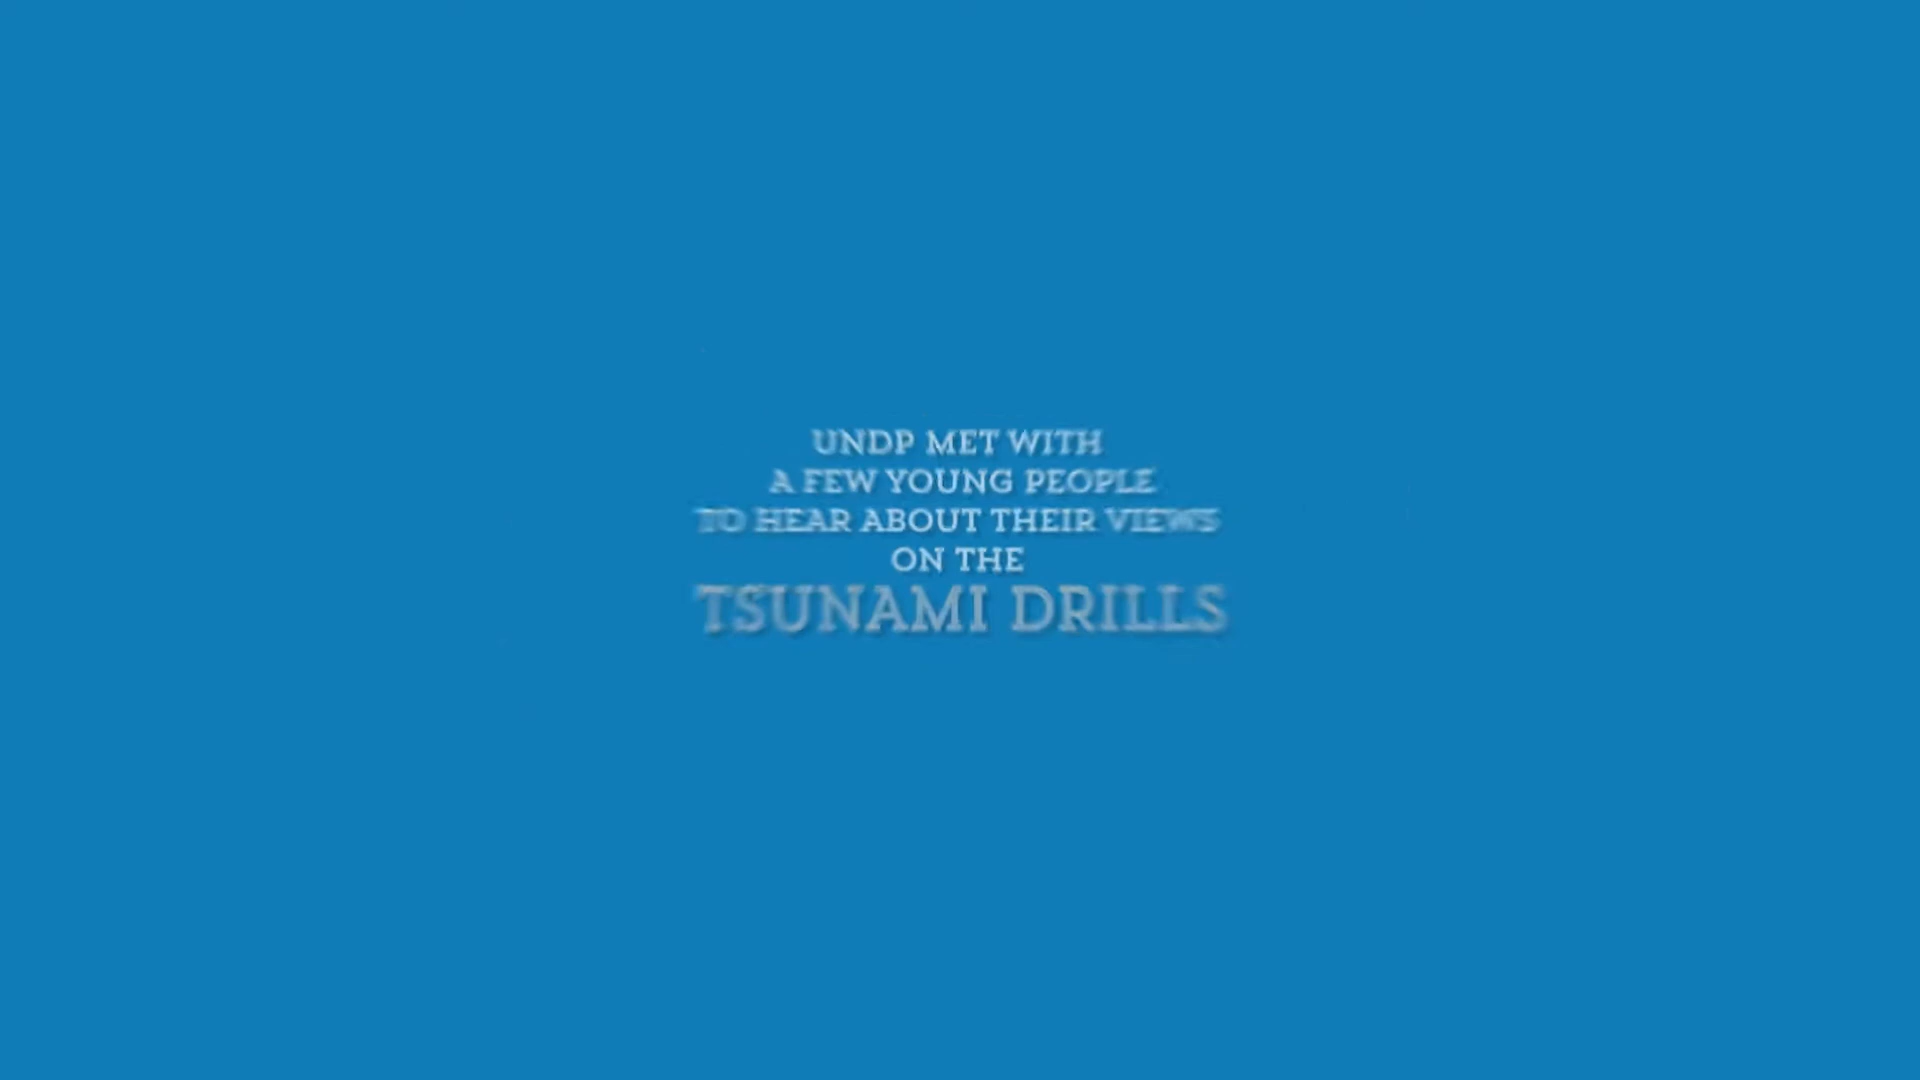 UNDP MET WITH
A FEW YOUNG PEOPLE
TO HEAR ABOUT THEIR VIEWS
ON THE
TSUNAMI DRILLS